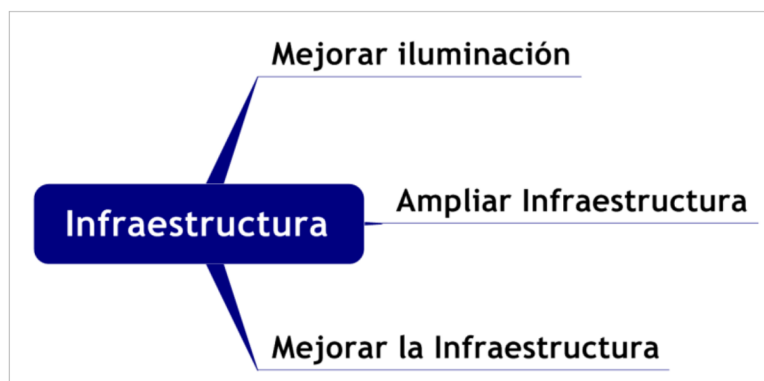 Mejorar iluminación
Ampliar Infraestructura
Infraestructura
Mejorar la Infraestructura